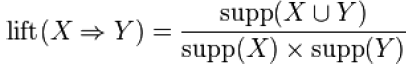 lift(X ⇒ Y) = supp(X ∪ Y) / supp(X) × supp(Y)